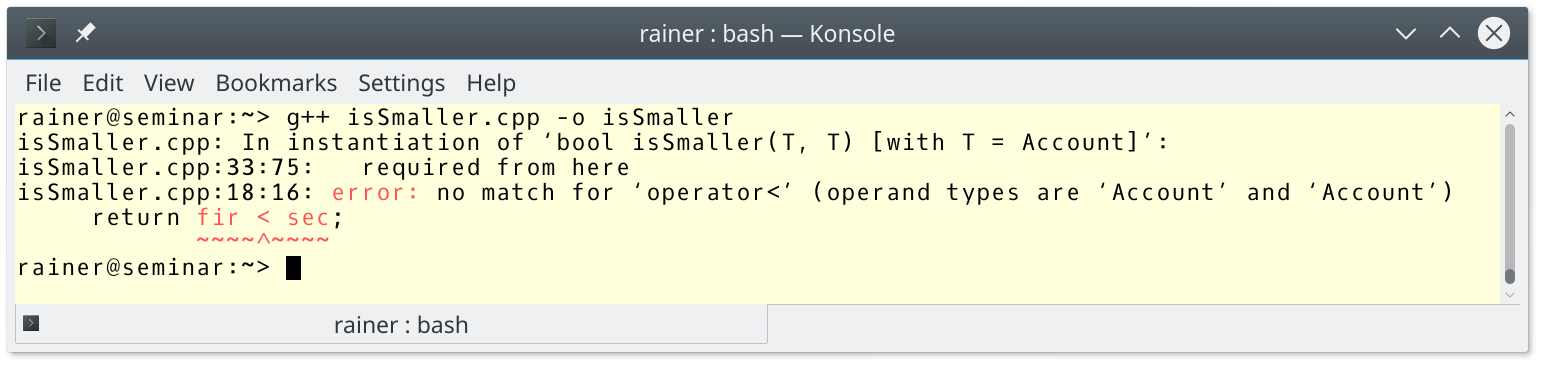 rainer : bash — Konsole
File Edit View Bookmarks Settings Help
rainer@seminar:~> g++ isSmaller.cpp -o isSmaller
isSmaller.cpp: In instantiation of ‘bool isSmaller(T, T) [with T = Account]’:
isSmaller.cpp:33:75:   required from here
isSmaller.cpp:18:16: error: no match for ‘operator<’ (operand types are ‘Account’ and ‘Account’)
     return fir < sec;
            ~~~~^~~~~
rainer@seminar:~>
rainer : bash